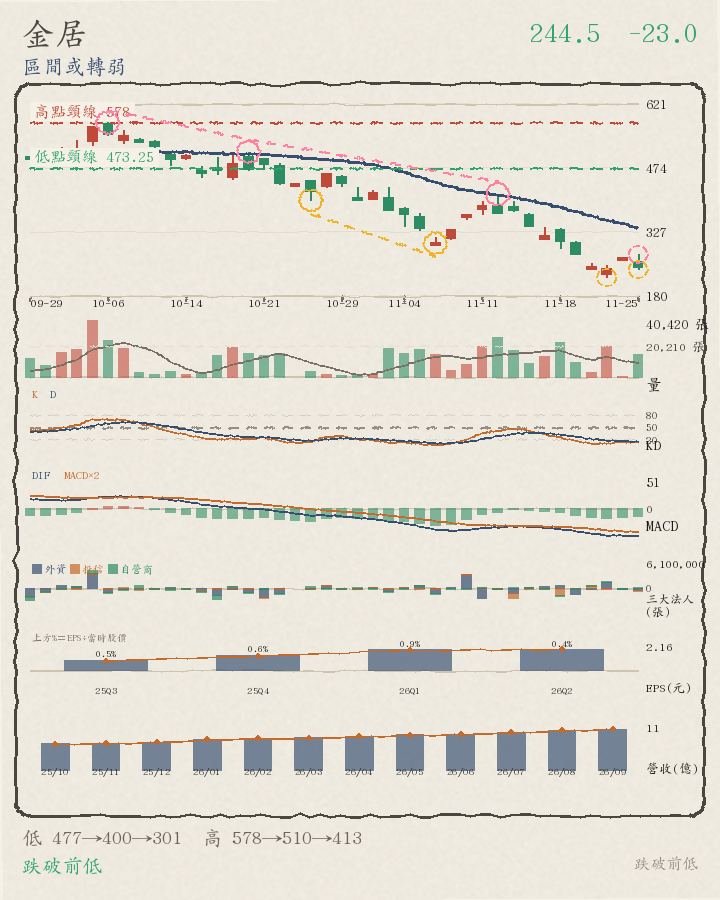 金居
244.5 -23.0
區間或轉弱
621
高點頸線 578
低點頸線 473.25
474
327
180
09-29 10-06 10-14 10-21 10-29 11-04 11-11 11-18 11-25
40,420 張
20,210 張
量
K D
80
50
20
KD
DIF MACD×2
51
0
MACD
外資 投信 自營商
6,100,000
0
三大法人
(張)
上方%=EPS÷當時股價
2.16
0.5% 0.6% 0.9% 0.4%
25Q3 25Q4 26Q1 26Q2
EPS(元)
11
25/10 25/11 25/12 26/01 26/02 26/03 26/04 26/05 26/06 26/07 26/08 26/09
營收(億)
低 477→400→301 高 578→510→413
跌破前低
跌破前低